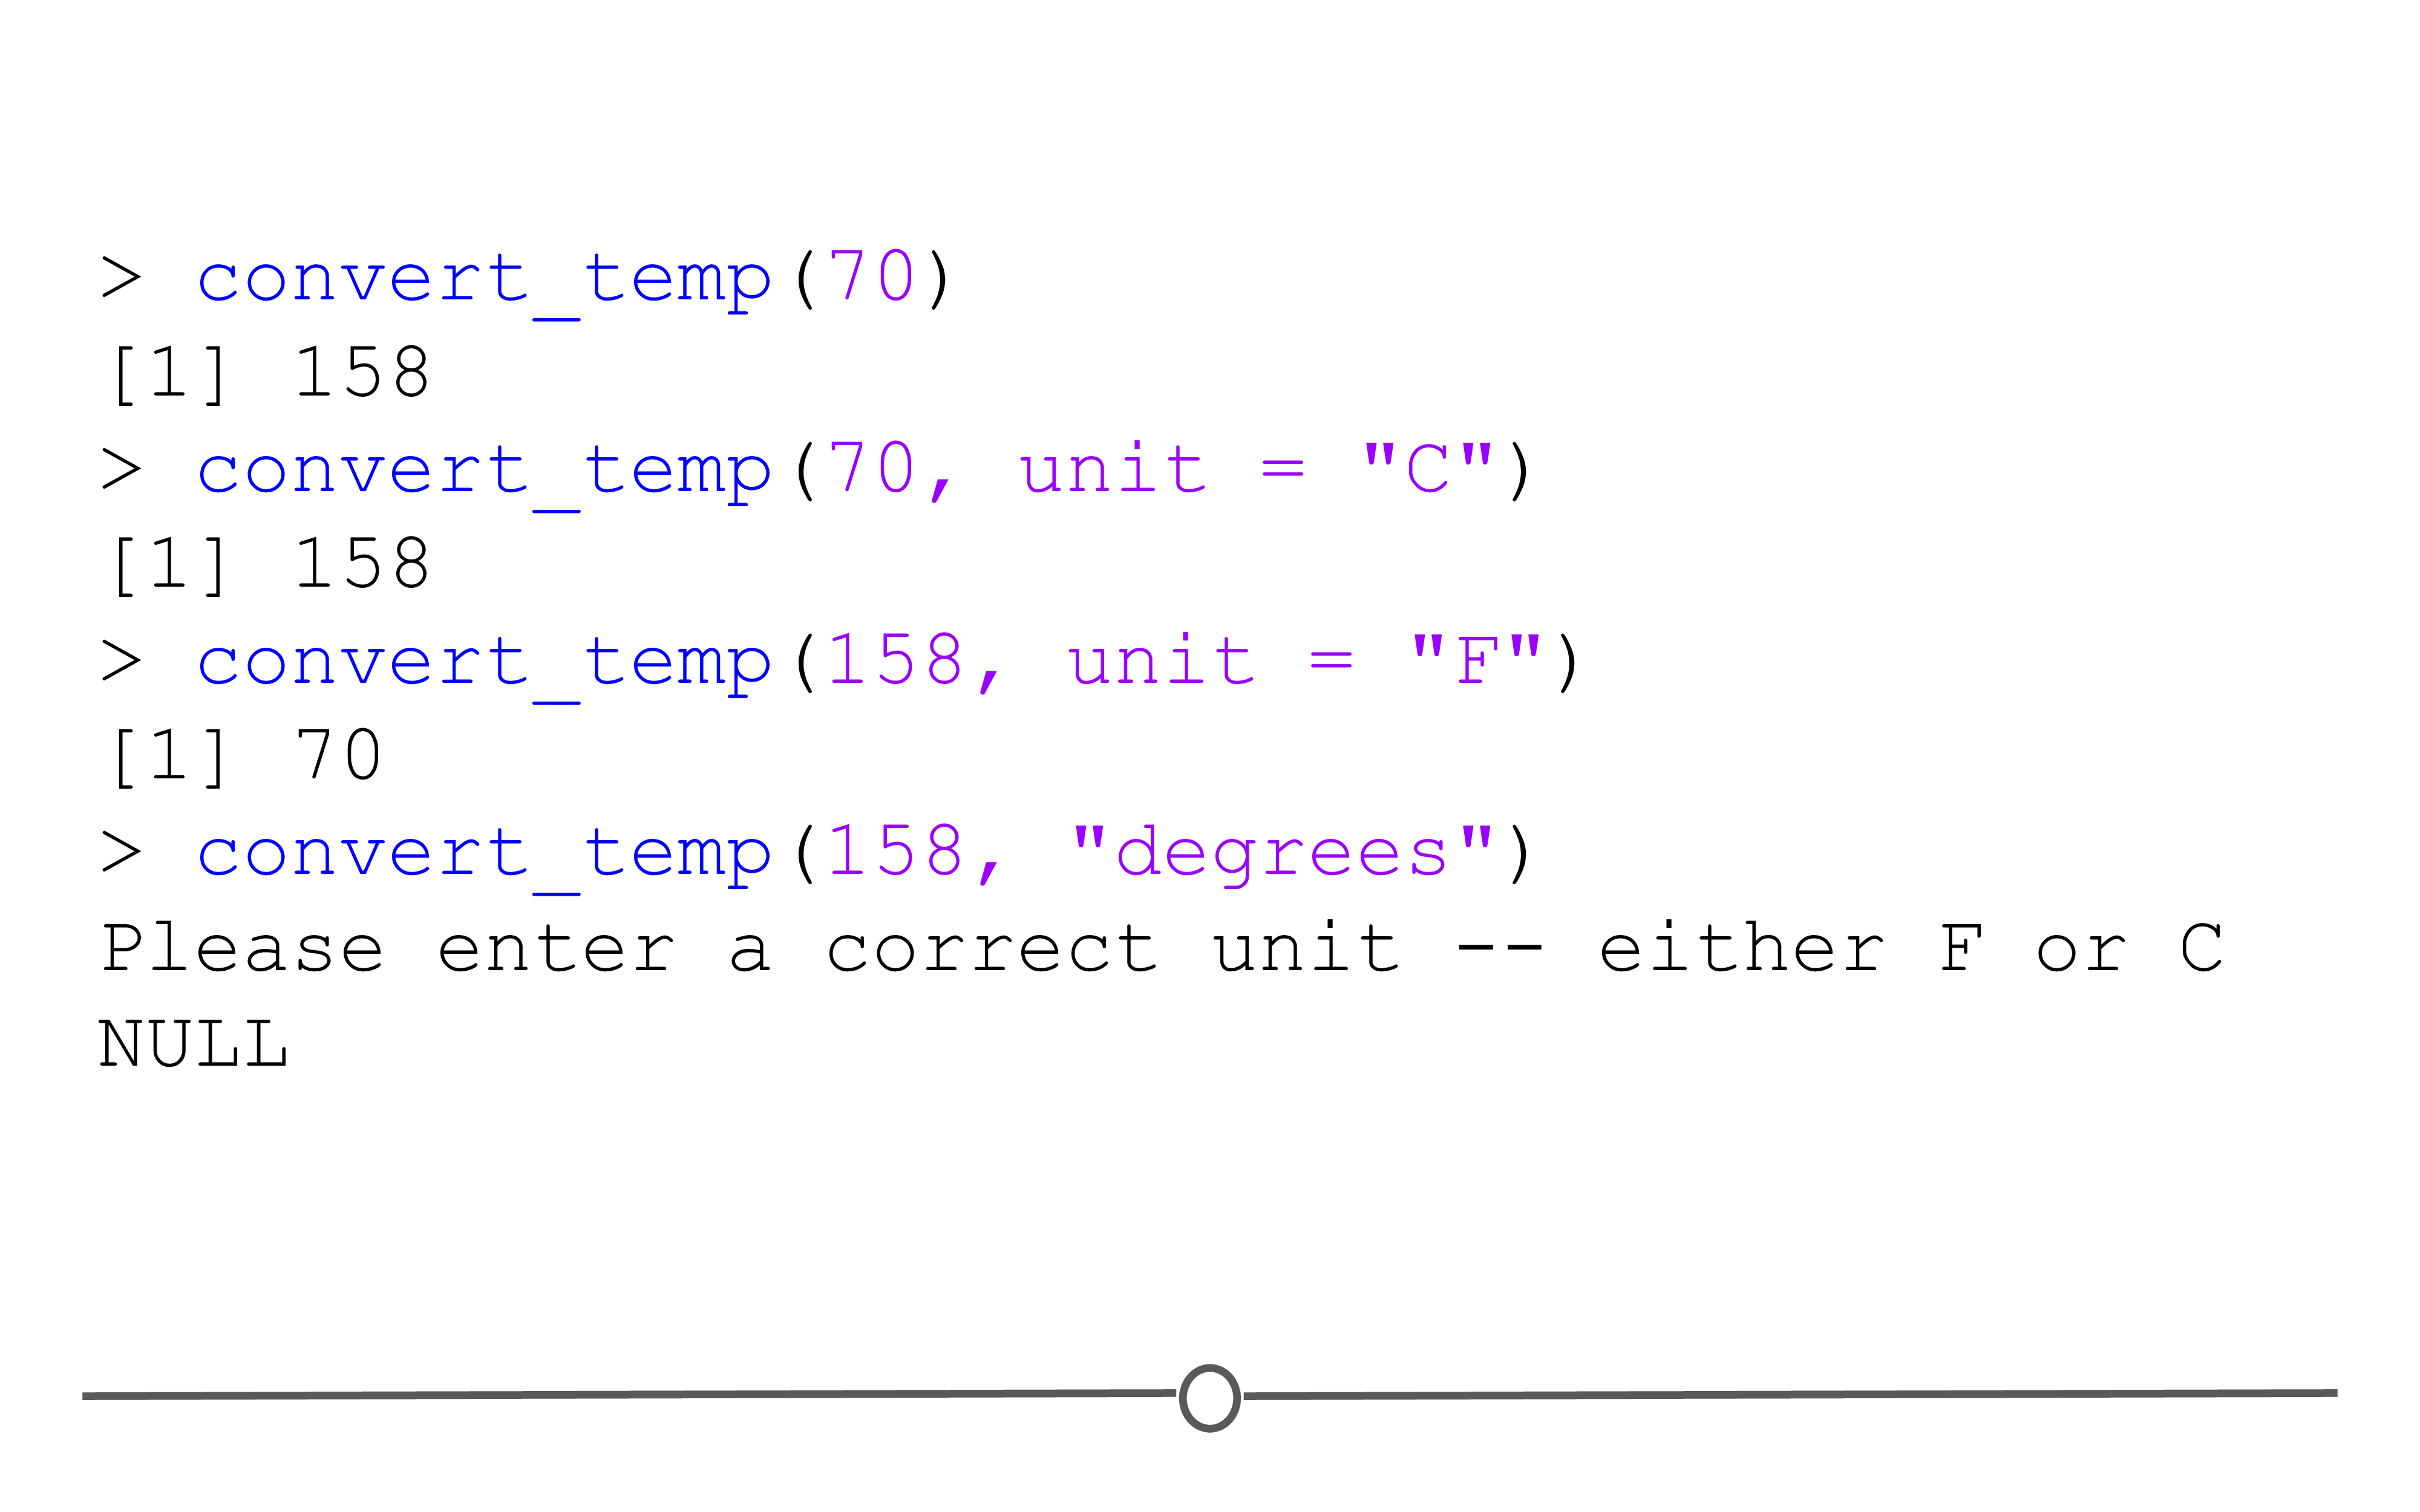 > convert_temp(70)
[1] 158
> convert_temp(70, unit = "C")
[1] 158
> convert_temp(158, unit = "F")
[1] 70
> convert_temp(158, "degrees")
Please enter a correct unit -- either F or C
NULL